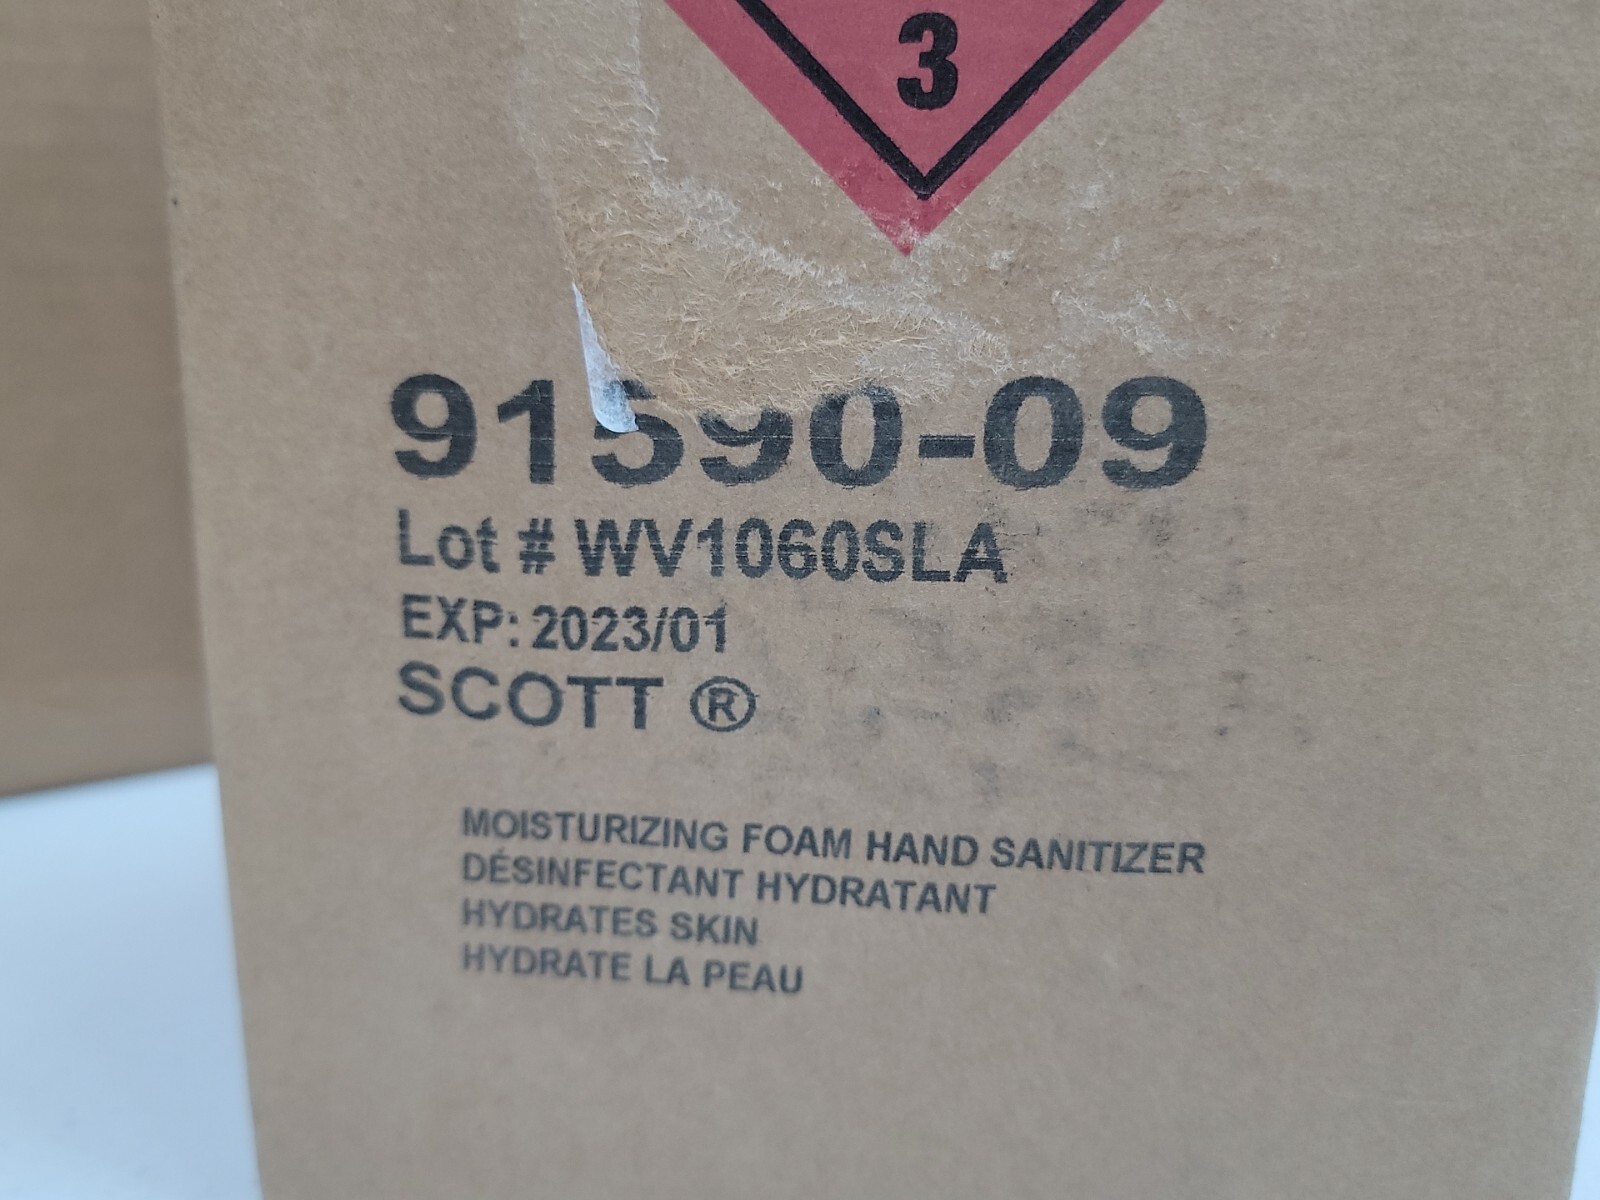 3
91590-09
Lot # WV1060SLA
EXP: 2023/01
SCOTT ®
MOISTURIZING FOAM HAND SANITIZER
DÉSINFECTANT HYDRATANT
HYDRATES SKIN
HYDRATE LA PEAU